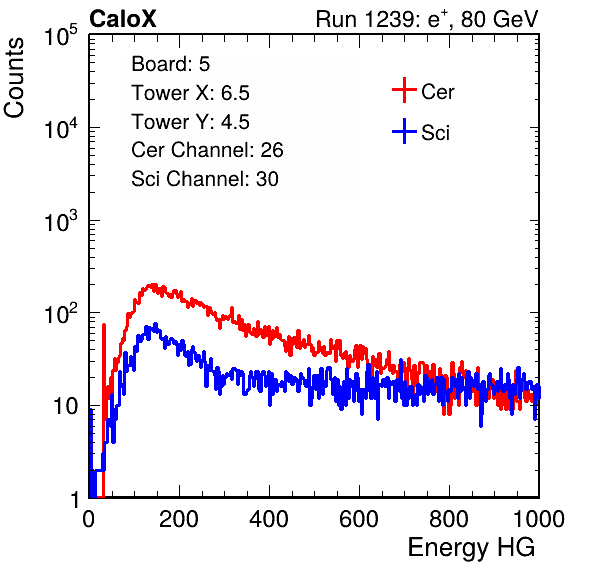 CaloX Run 1239: e⁺, 80 GeV
Board: 5
Tower X: 6.5
Tower Y: 4.5
Cer Channel: 26
Sci Channel: 30
Cer
Sci
Counts
10⁵
10⁴
10³
10²
10
1
0 200 400 600 800 1000
Energy HG